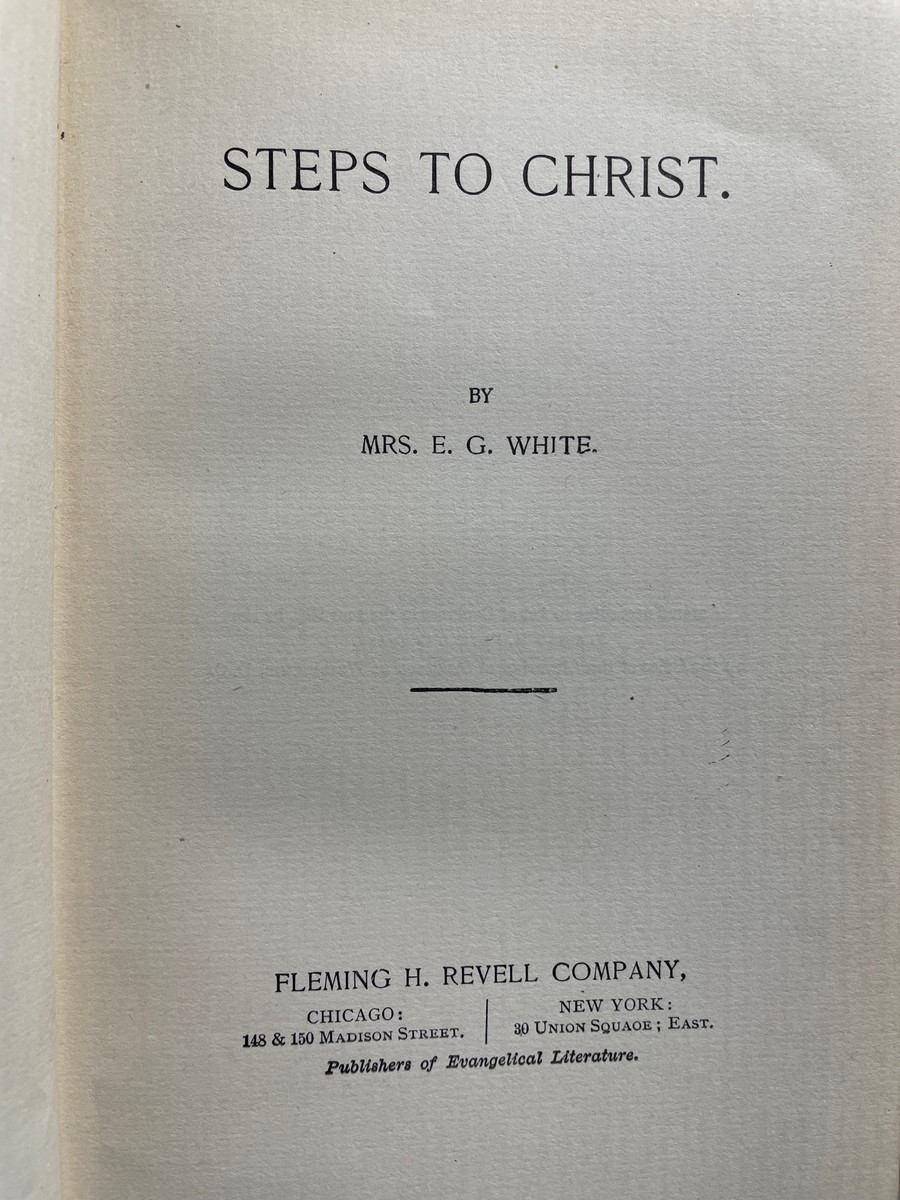 STEPS TO CHRIST.
BY
MRS. E. G. WHITE.
FLEMING H. REVELL COMPANY,
CHICAGO:
148 & 150 MADISON STREET.
NEW YORK:
30 UNION SQUAOE; EAST.
Publishers of Evangelical Literature.